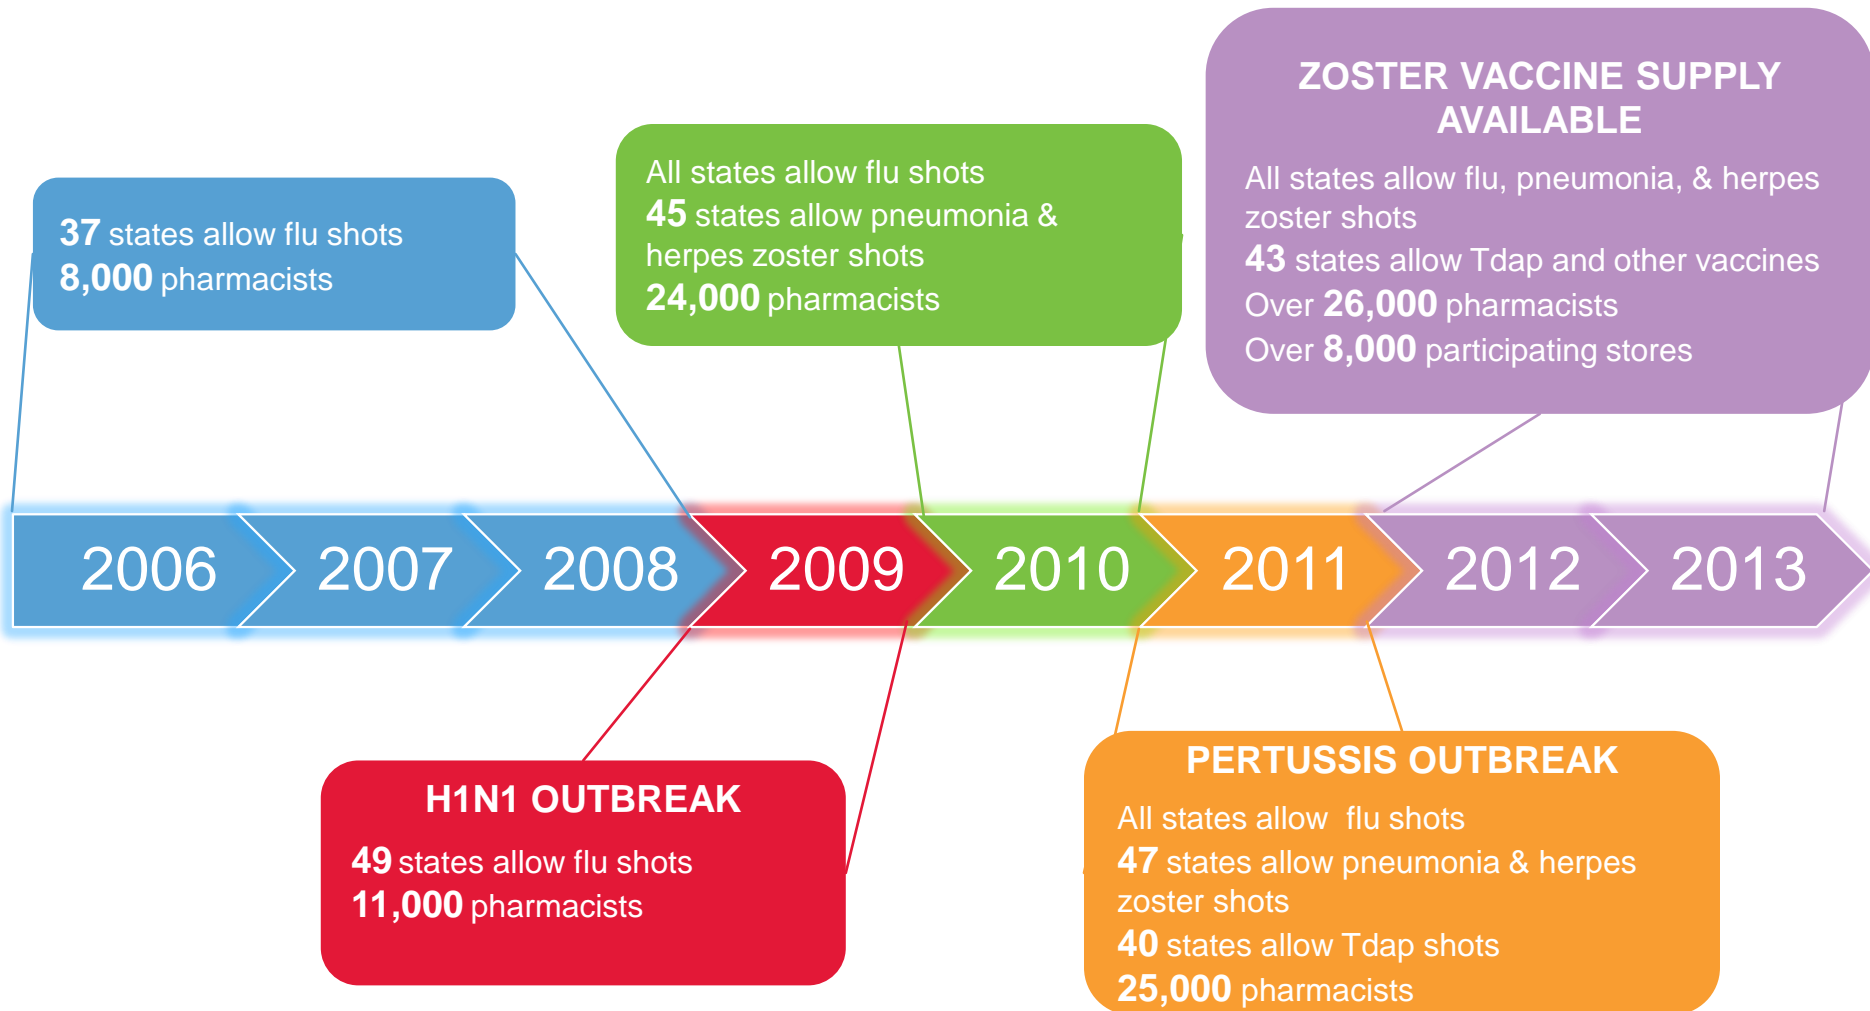 ZOSTER VACCINE SUPPLY
AVAILABLE
All states allow flu, pneumonia, & herpes
zoster shots
43 states allow Tdap and other vaccines
Over 26,000 pharmacists
Over 8,000 participating stores
All states allow flu shots
45 states allow pneumonia &
herpes zoster shots
24,000 pharmacists
37 states allow flu shots
8,000 pharmacists
2006
2007
2008
2009
2010
2011
2012
2013
H1N1 OUTBREAK
49 states allow flu shots
11,000 pharmacists
PERTUSSIS OUTBREAK
All states allow flu shots
47 states allow pneumonia & herpes
zoster shots
40 states allow Tdap shots
25,000 pharmacists